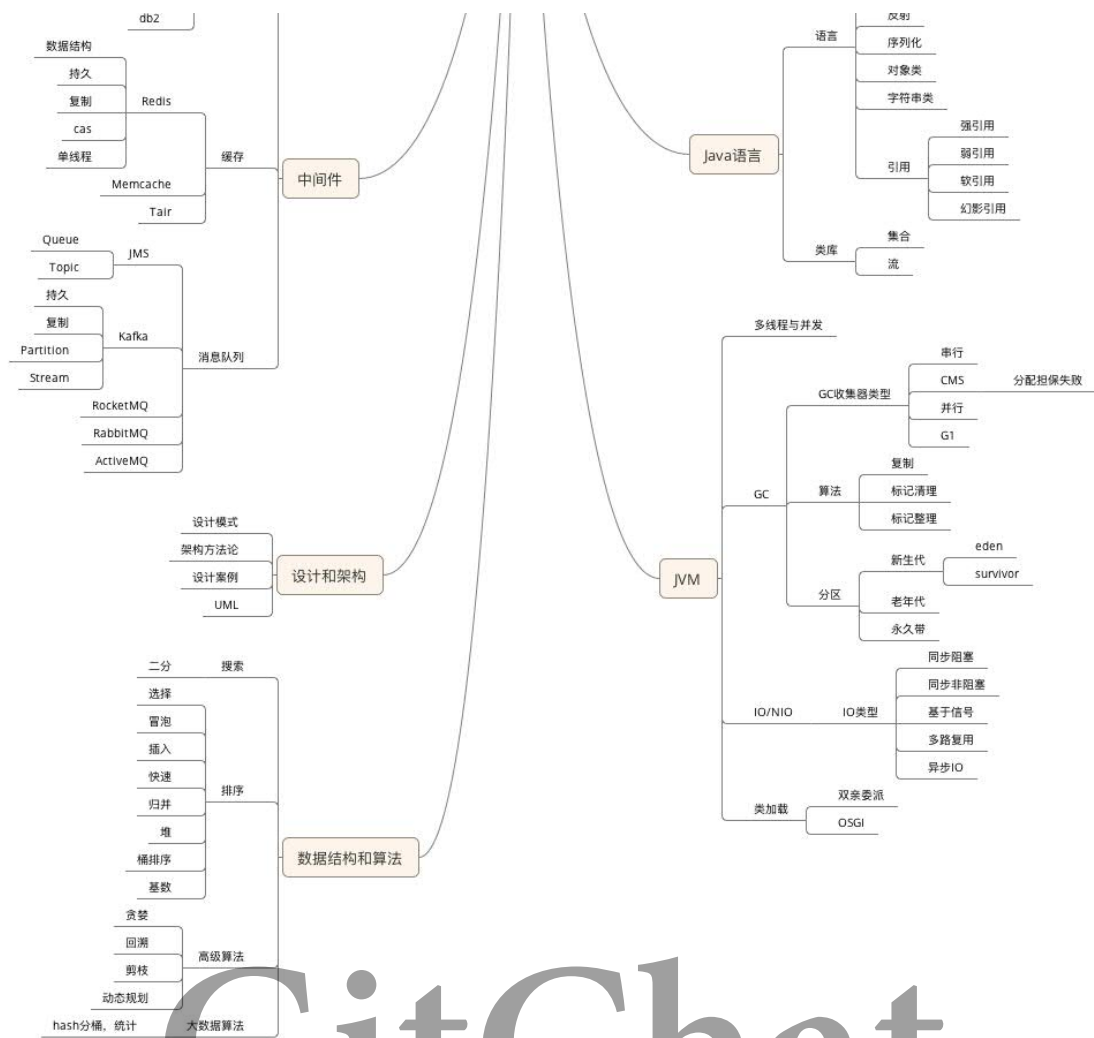 db2
数据结构
持久
复制
cas
单线程
Redis
Memcache
Tair
缓存
中间件
Queue
Topic
JMS
持久
复制
Partition
Stream
Kafka
RocketMQ
RabbitMQ
ActiveMQ
消息队列
设计模式
架构方法论
设计案例
UML
设计和架构
二分
搜索
选择
冒泡
插入
快速
归并
堆
桶排序
基数
排序
数据结构和算法
贪婪
回溯
剪枝
动态规划
高级算法
hash分桶，统计
大数据算法
反射
序列化
对象类
字符串类
语言
Java语言
强引用
弱引用
软引用
幻影引用
引用
集合
流
类库
多线程与并发
串行
CMS
分配担保失败
并行
G1
GC收集器类型
GC
复制
标记清理
标记整理
算法
eden
survivor
新生代
老年代
永久带
分区
JVM
同步阻塞
同步非阻塞
基于信号
多路复用
异步IO
IO/NIO
IO类型
双亲委派
OSGI
类加载
GitChat